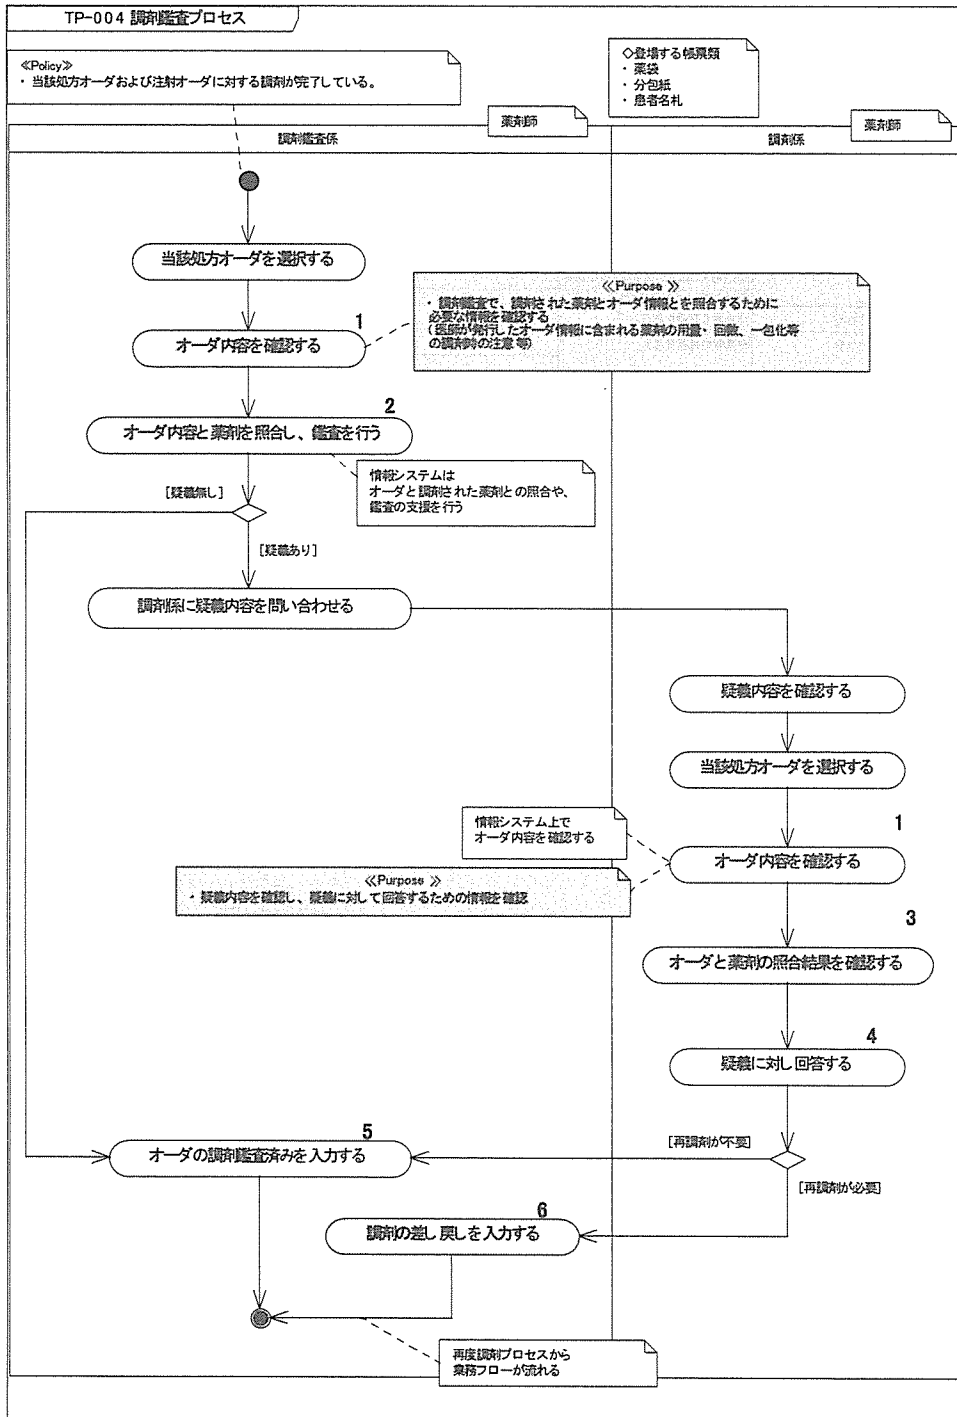 TP-004 調剤鑑査プロセス
≪Policy≫
・ 当該処方オーダおよび注射オーダに対する調剤が完了している。
◇登場する帳票類
・ 薬袋
・ 分包紙
・ 患者名札
薬剤師
調剤鑑査係
薬剤師
調剤係
当該処方オーダを選択する
≪Purpose ≫
・ 調剤鑑査で、調剤された薬剤とオーダ情報とを照合するために
必要な情報を確認する
( 医師が発行したオーダ情報に含まれる薬剤の用量・ 回数、一包化等
の調剤時の注意 等)
1
オーダ内容を確認する
2
オーダ内容と薬剤を照合し、鑑査を行う
情報システムは
オーダと調剤された薬剤との照合や、
鑑査の支援を行う
[疑義無し]
[疑義あり]
調剤係に疑義内容を問い合わせる
疑義内容を確認する
当該処方オーダを選択する
情報システム上で
オーダ内容を確認する
1
オーダ内容を確認する
≪Purpose ≫
・ 疑義内容を確認し、疑義に対して回答するための情報を確認
3
オーダと薬剤の照合結果を確認する
4
疑義に対し回答する
5
オーダの調剤鑑査済みを入力する
[再調剤が不要]
[再調剤が必要]
6
調剤の差し戻しを入力する
再度調剤プロセスから
業務フローが流れる